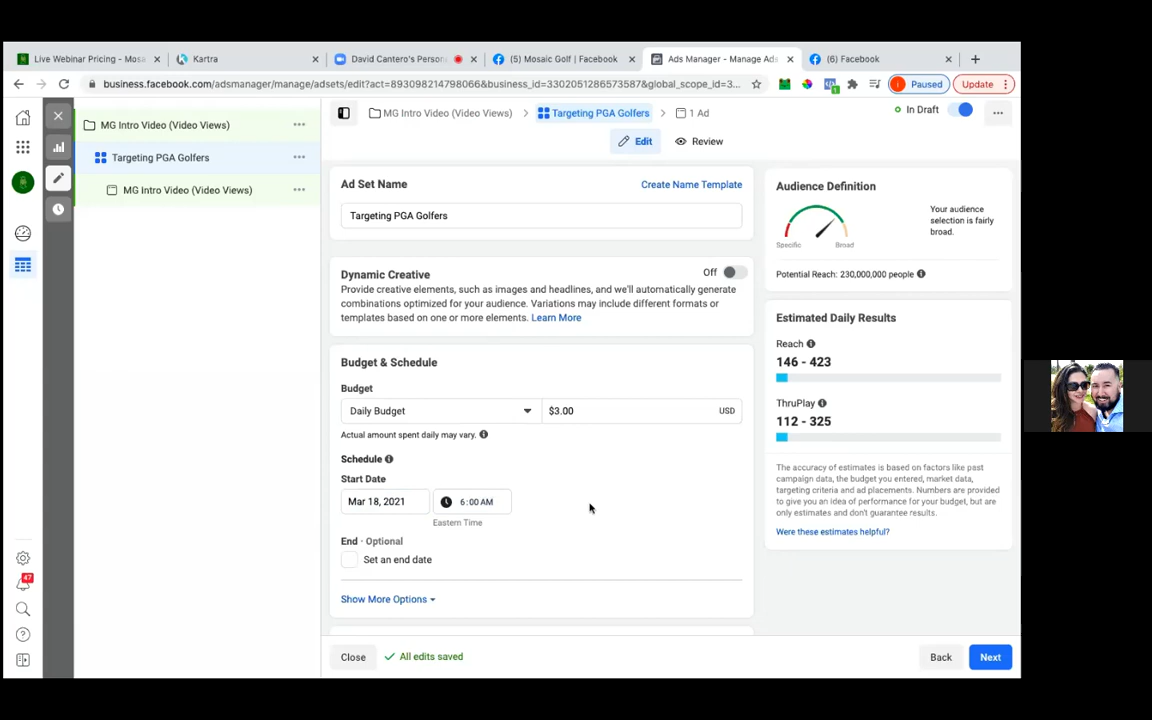 Live Webinar Pricing - Mosa
Kartra
David Cantero's Person
(5) Mosaic Golf | Facebook
Ads Manager - Manage Ads
(6) Facebook
business.facebook.com/adsmanager/manage/adsets/edit?act=893098214798066&business_id=3302051286573587&global_scope_id=3...
Paused
Update
MG Intro Video (Video Views)
Targeting PGA Golfers
MG Intro Video (Video Views)
47
MG Intro Video (Video Views)
Targeting PGA Golfers
1 Ad
In Draft
Edit
Review
Ad Set Name
Create Name Template
Targeting PGA Golfers
Dynamic Creative
Off
Provide creative elements, such as images and headlines, and we'll automatically generate
combinations optimized for your audience. Variations may include different formats or
templates based on one or more elements. Learn More
Budget & Schedule
Budget
Daily Budget
$3.00
USD
Actual amount spent daily may vary.
Schedule
Start Date
Mar 18, 2021
6:00 AM
Eastern Time
End · Optional
Set an end date
Show More Options
Close
All edits saved
Back
Next
Audience Definition
Specific
Broad
Your audience
selection is fairly
broad.
Potential Reach: 230,000,000 people
Estimated Daily Results
Reach
146 - 423
ThruPlay
112 - 325
The accuracy of estimates is based on factors like past
campaign data, the budget you entered, market data,
targeting criteria and ad placements. Numbers are provided
to give you an idea of performance for your budget, but are
only estimates and don't guarantee results.
Were these estimates helpful?